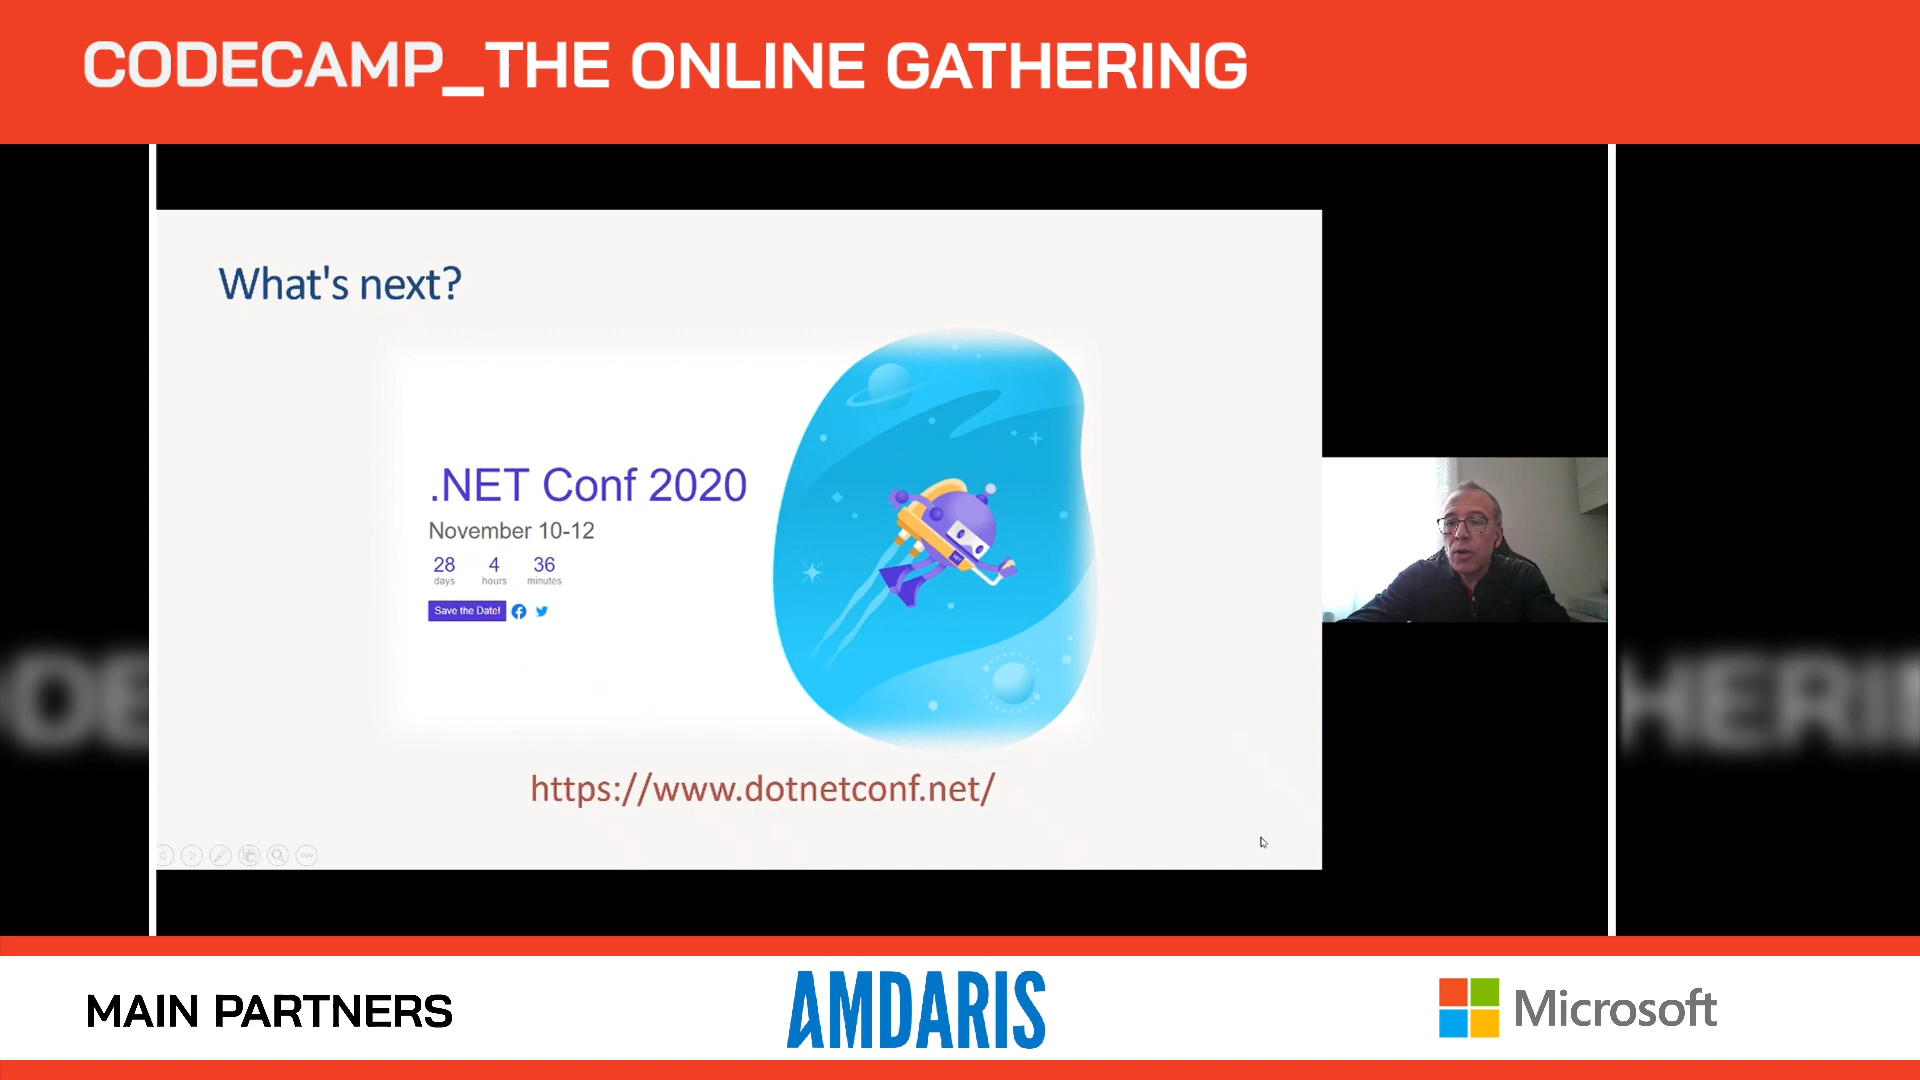 CODECAMP_THE ONLINE GATHERING
What's next?
.NET Conf 2020
November 10-12
28 4 36
days hours minutes
Save the Date!
https://www.dotnetconf.net/
MAIN PARTNERS
AMDARIS
Microsoft